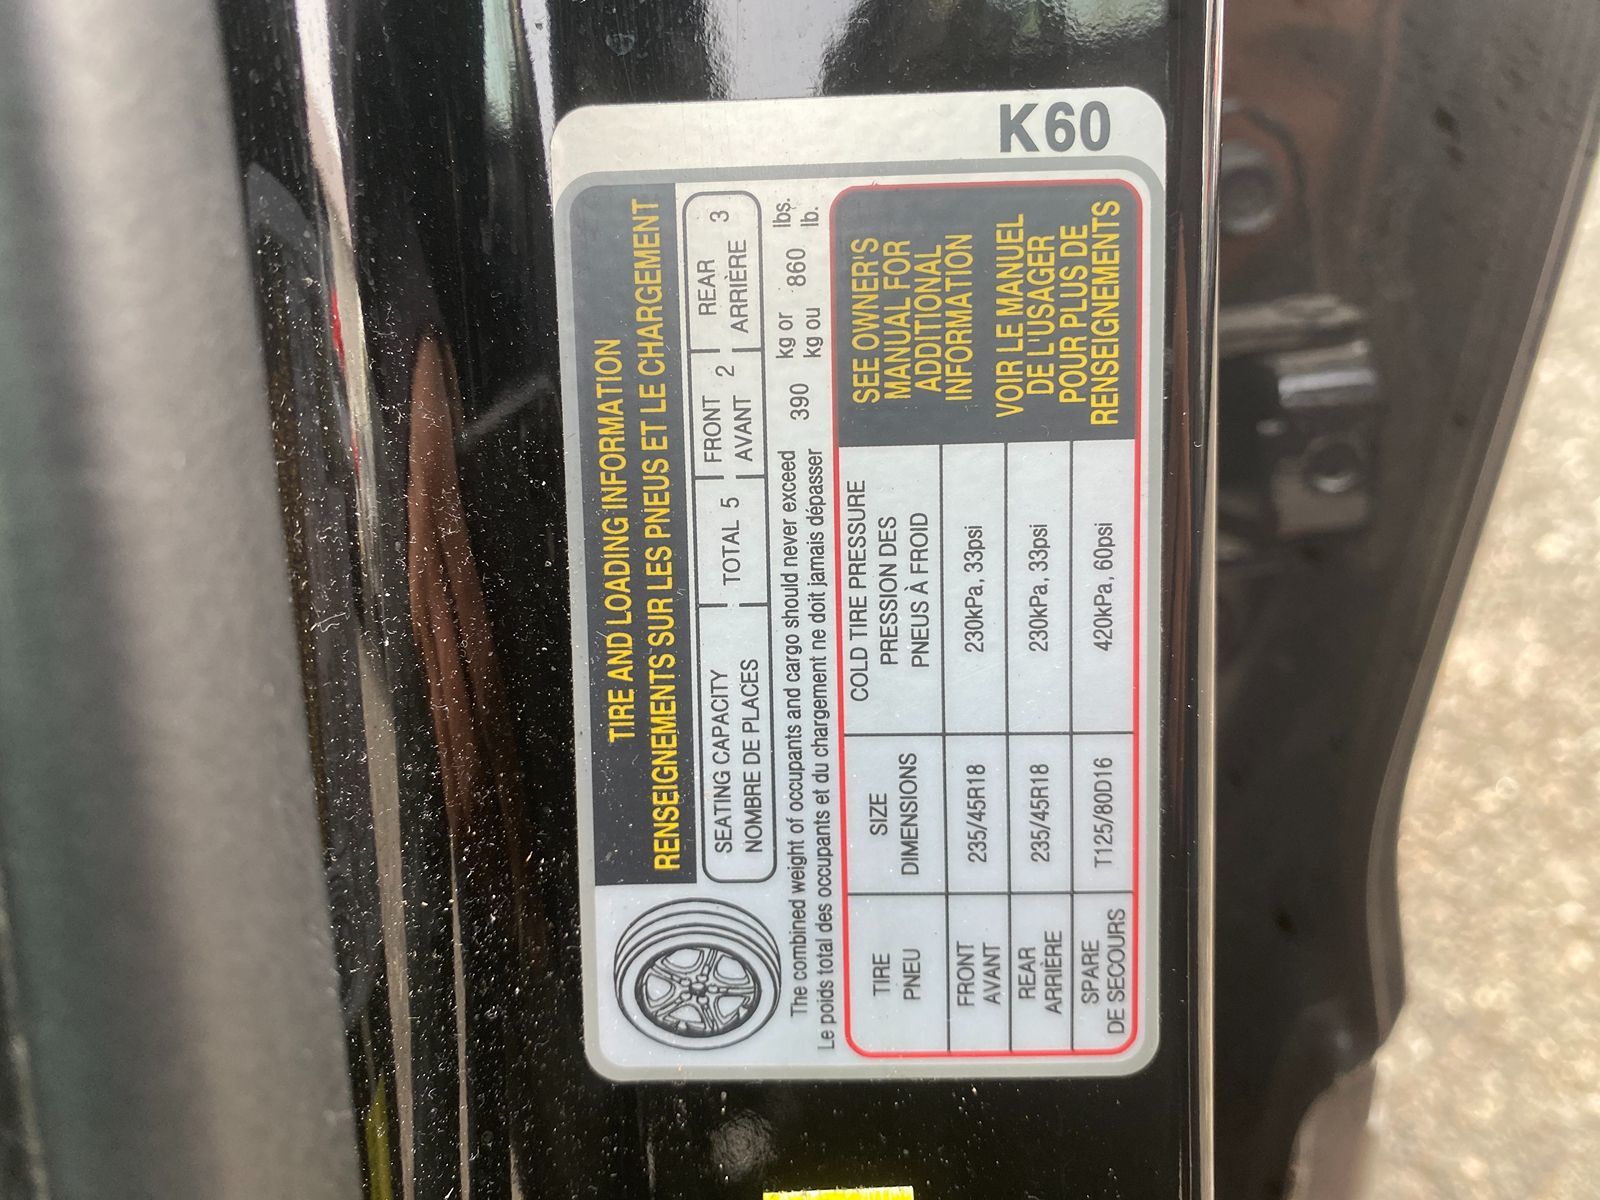 K60
TIRE AND LOADING INFORMATION
RENSEIGNEMENTS SUR LES PNEUS ET LE CHARGEMENT
SEATING CAPACITY
NOMBRE DE PLACES
TOTAL 5
FRONT
AVANT
2
REAR
ARRIÈRE
3
The combined weight of occupants and cargo should never exceed 390 kg or 860 lbs.
Le poids total des occupants et du chargement ne doit jamais dépasser kg ou lb.
TIRE
PNEU
SIZE
DIMENSIONS
COLD TIRE PRESSURE
PRESSION DES
PNEUS À FROID
FRONT
AVANT
235/45R18
230kPa, 33psi
REAR
ARRIÈRE
235/45R18
230kPa, 33psi
SPARE
DE SECOURS
T125/80D16
420kPa, 60psi
SEE OWNER'S
MANUAL FOR
ADDITIONAL
INFORMATION
VOIR LE MANUEL
DE L'USAGER
POUR PLUS DE
RENSEIGNEMENTS